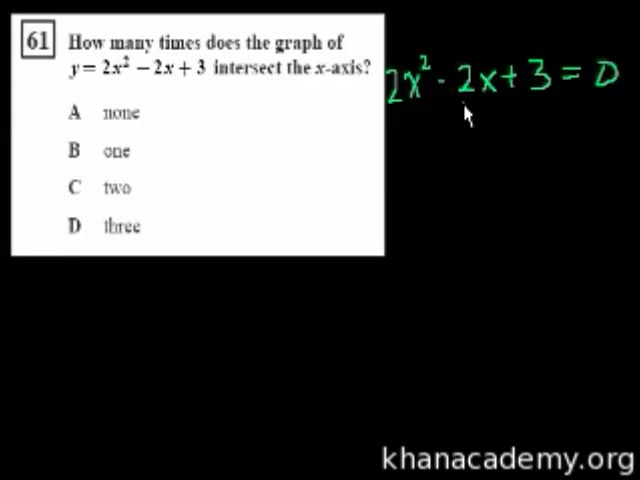 61 How many times does the graph of
y = 2x² − 2x + 3 intersect the x-axis?
A none
B one
C two
D three
2x² - 2x + 3 = 0
khanacademy.org